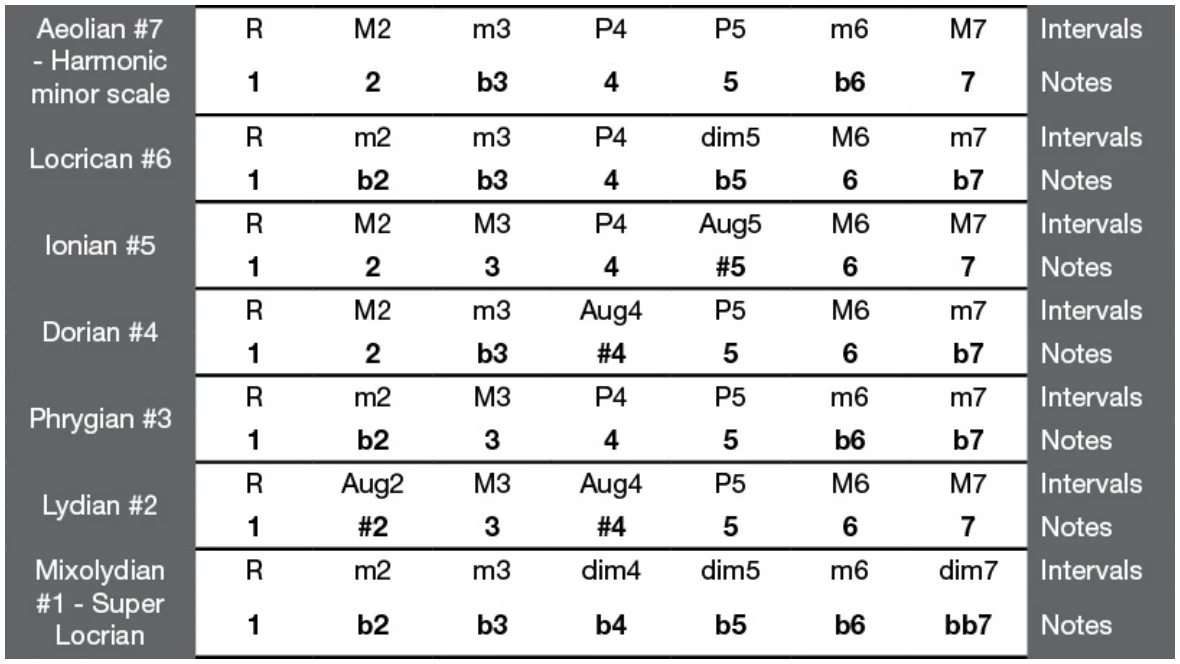 Aeolian #7
- Harmonic
minor scale
R M2 m3 P4 P5 m6 M7 Intervals
1 2 b3 4 5 b6 7 Notes
Locrican #6
R m2 m3 P4 dim5 M6 m7 Intervals
1 b2 b3 4 b5 6 b7 Notes
Ionian #5
R M2 M3 P4 Aug5 M6 M7 Intervals
1 2 3 4 #5 6 7 Notes
Dorian #4
R M2 m3 Aug4 P5 M6 m7 Intervals
1 2 b3 #4 5 6 b7 Notes
Phrygian #3
R m2 M3 P4 P5 m6 m7 Intervals
1 b2 3 4 5 b6 b7 Notes
Lydian #2
R Aug2 M3 Aug4 P5 M6 M7 Intervals
1 #2 3 #4 5 6 7 Notes
Mixolydian
#1 - Super
Locrian
R m2 m3 dim4 dim5 m6 dim7 Intervals
1 b2 b3 b4 b5 b6 bb7 Notes